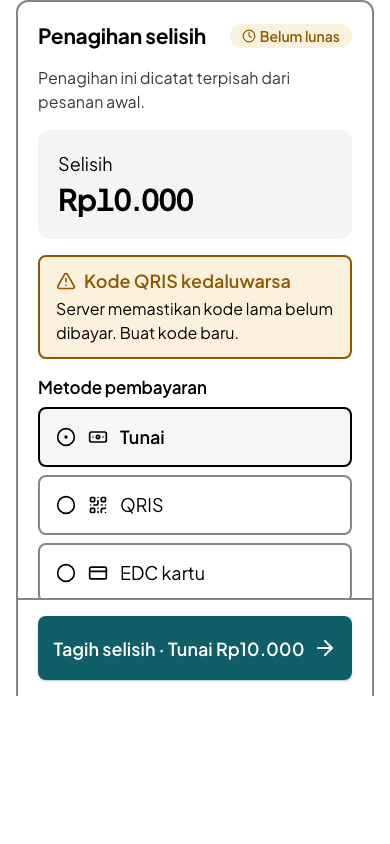 Penagihan selisih
Belum lunas
Penagihan ini dicatat terpisah dari
pesanan awal.
Selisih
Rp10.000
Kode QRIS kedaluwarsa
Server memastikan kode lama belum
dibayar. Buat kode baru.
Metode pembayaran
Tunai
QRIS
EDC kartu
Tagih selisih · Tunai Rp10.000